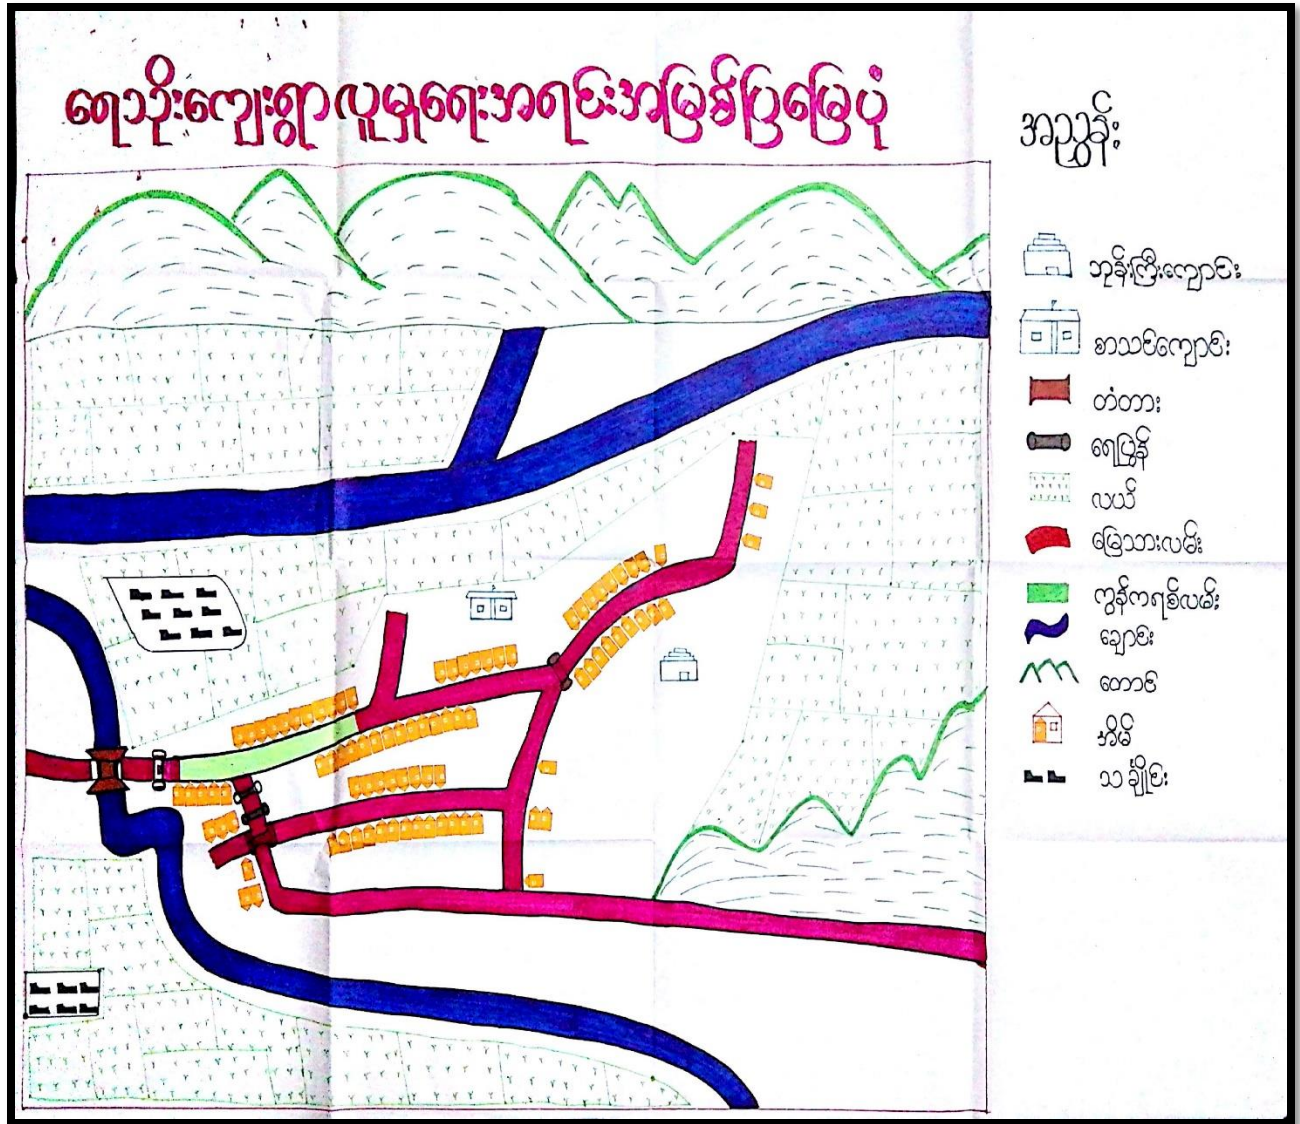 ရေသိုးကျေးရွာလူမှုရေးအရင်းအမြစ်ပြမြေပုံ
အညွှန်း
ဘုန်းကြီးကျောင်း
စာသင်ကျောင်း
တံတား
ရေပြွန်
လယ်
မြေသားလမ်း
ကွန်ကရစ်လမ်း
ချောင်း
တောင်
အိမ်
သင်္ချိုင်း